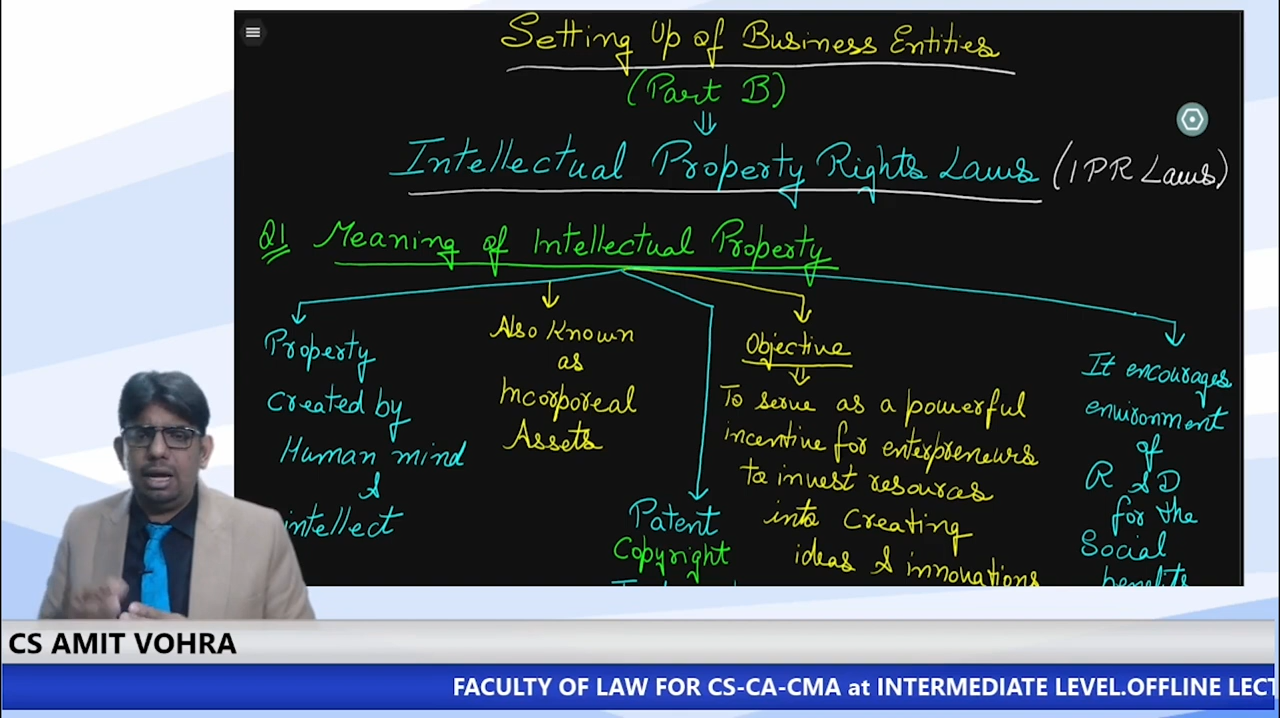 Setting Up of Business Entities
(Part B)
Intellectual Property Rights Laws (IPR Laws)
Q1 Meaning of Intellectual Property
Property
created by
Human mind
&
intellect
Also Known
as
Incorporeal
Assets
Patent
Copyright
Objective
To serve as a powerful
incentive for enterpreneurs
to invest resources
into Creating
ideas & innovations
It encourages
environment
of
R & D
for the
Social
benefits
CS AMIT VOHRA
FACULTY OF LAW FOR CS-CA-CMA at INTERMEDIATE LEVEL.OFFLINE LECT